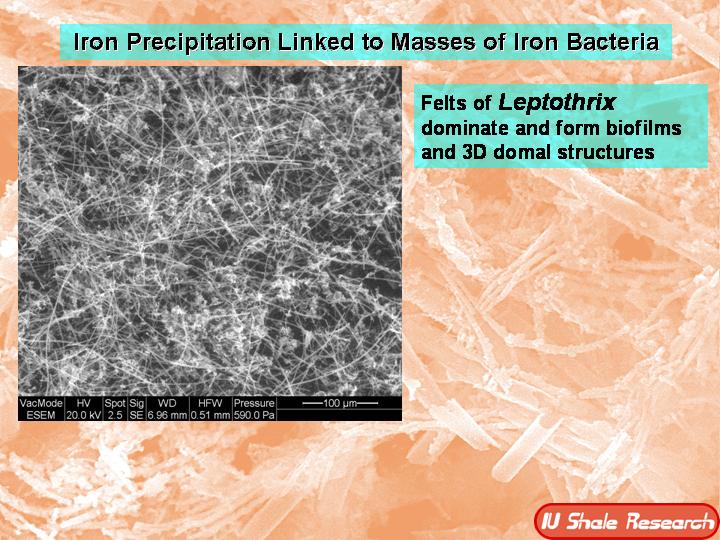 Iron Precipitation Linked to Masses of Iron Bacteria
Felts of Leptothrix
dominate and form biofilms
and 3D domal structures
VacMode HV Spot Sig WD HFW Pressure 100 µm
ESEM 20.0 kV 2.5 SE 6.96 mm 0.51 mm 590.0 Pa
IU Shale Research